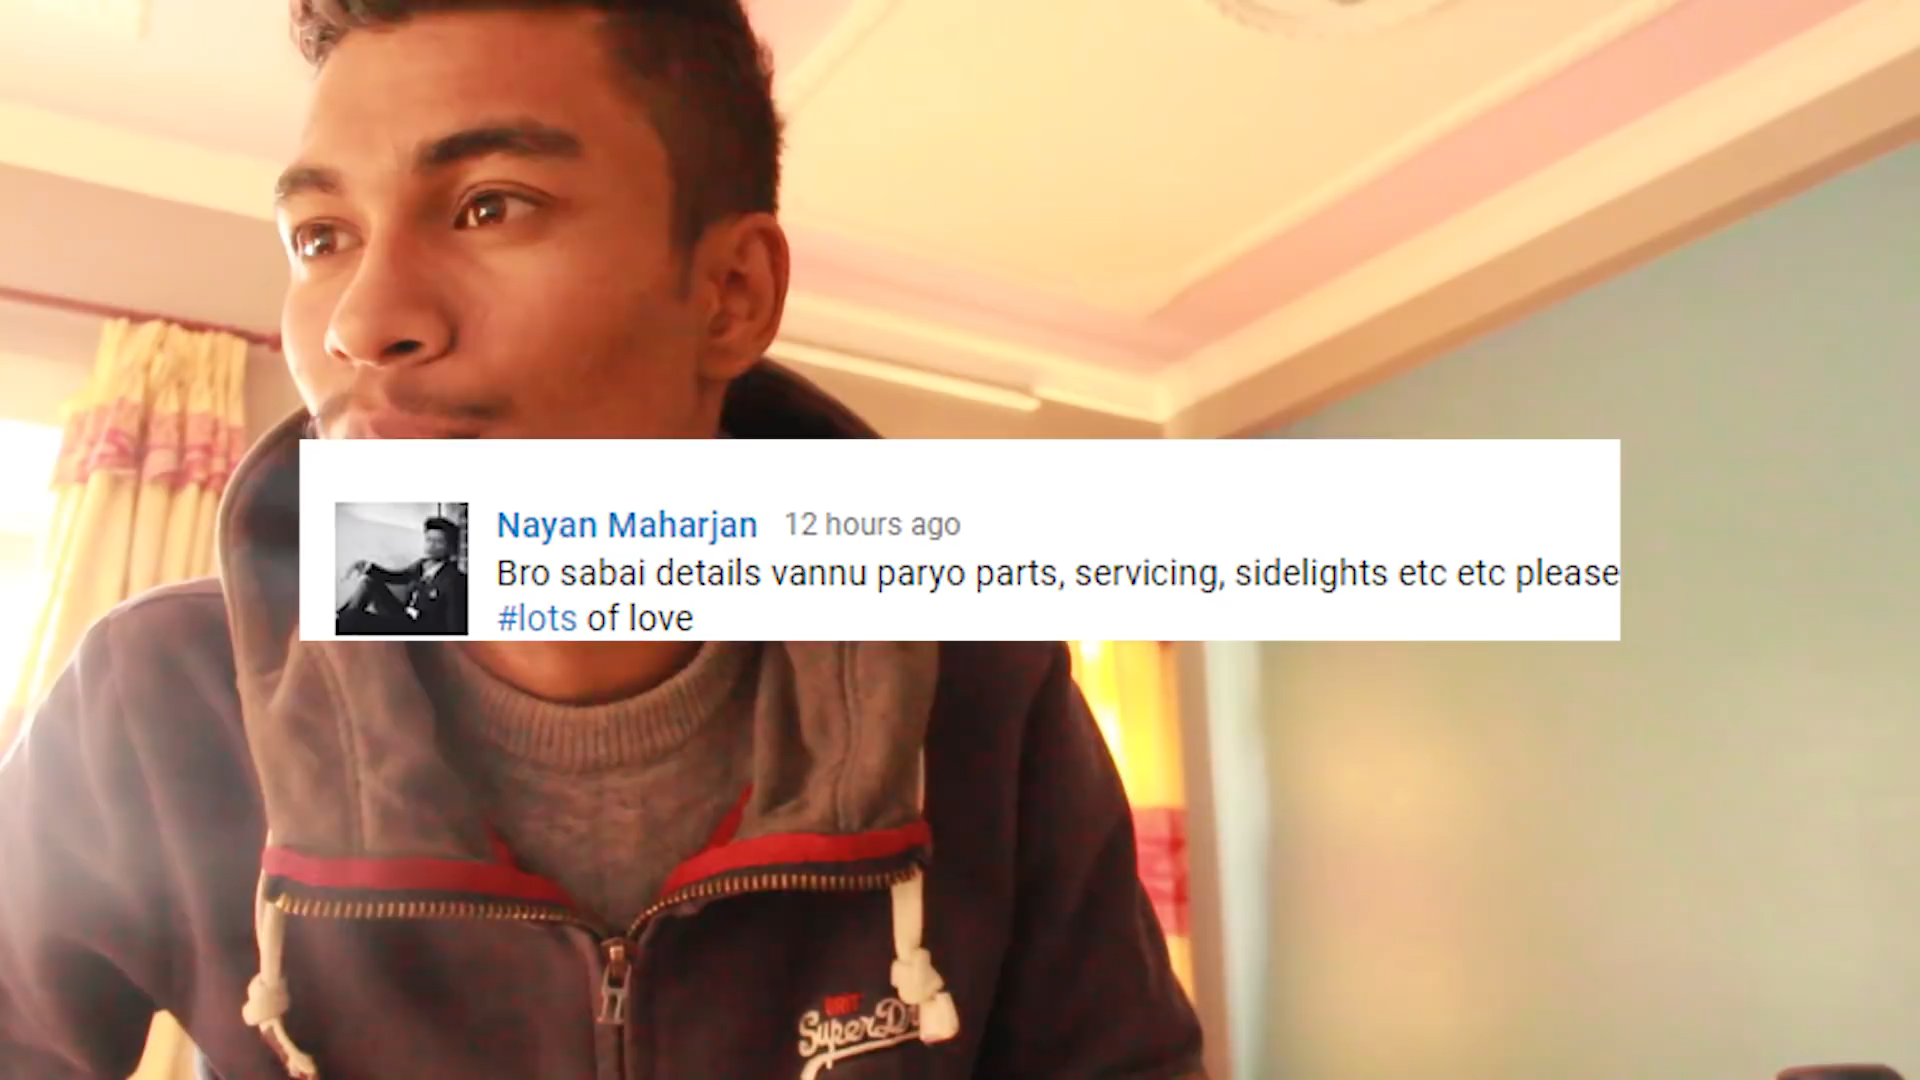 Nayan Maharjan 12 hours ago
Bro sabai details vannu paryo parts, servicing, sidelights etc etc please
#lots of love